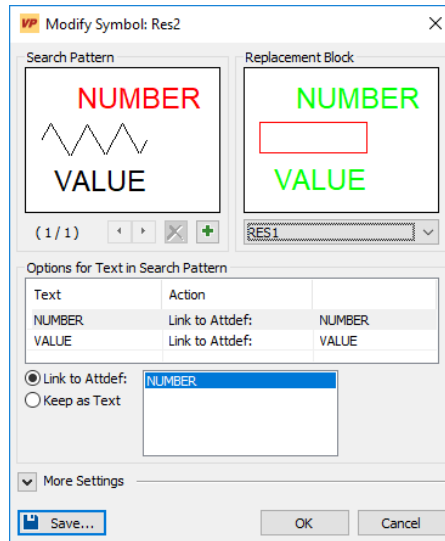 VP Modify Symbol: Res2
Search Pattern
NUMBER
VALUE
(1/1)
Replacement Block
NUMBER
VALUE
RES1
Options for Text in Search Pattern
Text Action
NUMBER Link to Attdef: NUMBER
VALUE Link to Attdef: VALUE
Link to Attdef:
Keep as Text
NUMBER
More Settings
Save... OK Cancel